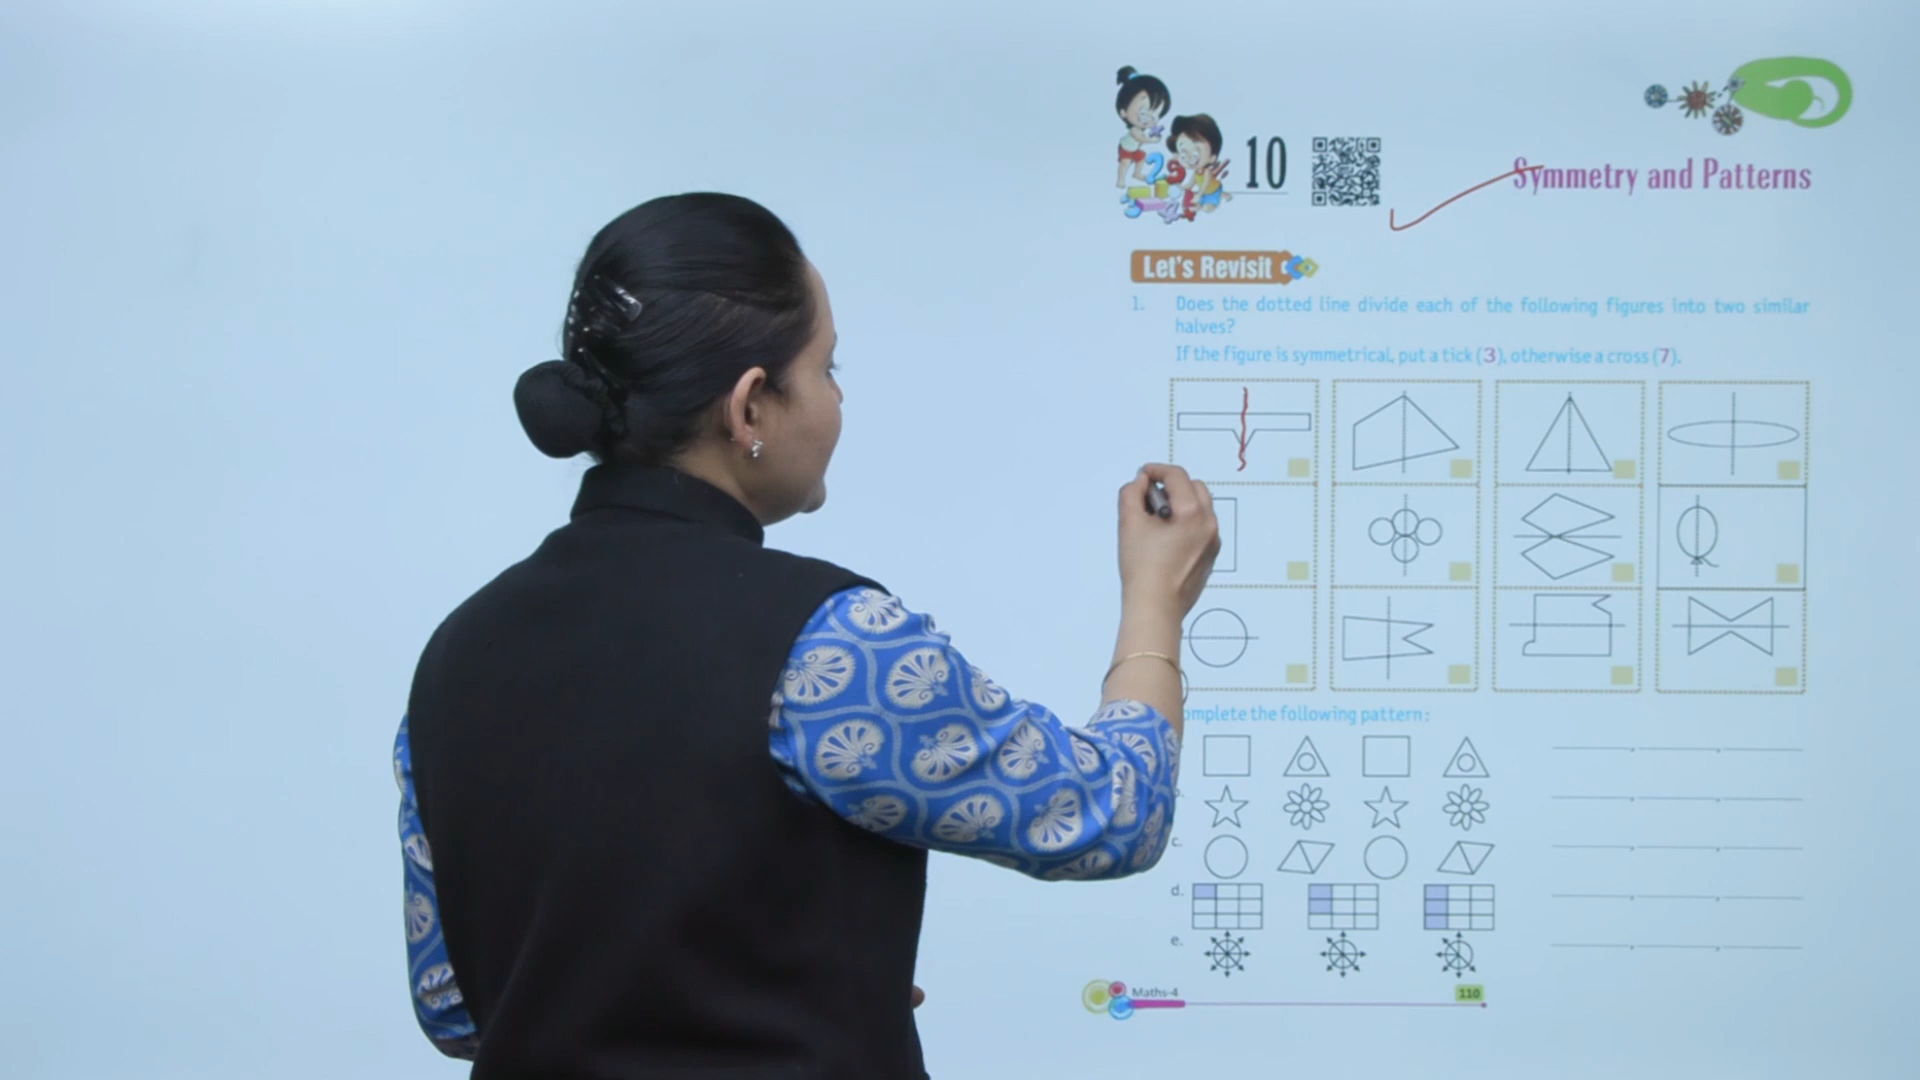 10
Symmetry and Patterns
Let's Revisit
1. Does the dotted line divide each of the following figures into two similar
halves?
If the figure is symmetrical, put a tick (3), otherwise a cross (7).
omplete the following pattern:
c.
d.
e.
Maths-4
110